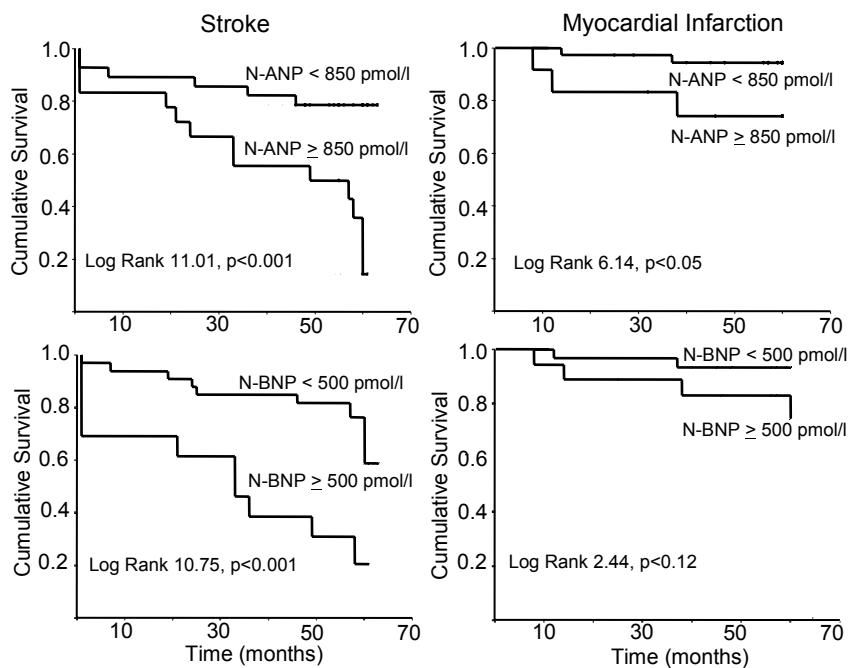 Stroke
Myocardial Infarction
Cumulative Survival
1.0
0.8
0.6
0.4
0.2
N-ANP < 850 pmol/l
N-ANP ≥ 850 pmol/l
Log Rank 11.01, p<0.001
10 30 50 70
Cumulative Survival
1.0
0.8
0.6
0.4
0.2
N-ANP < 850 pmol/l
N-ANP ≥ 850 pmol/l
Log Rank 6.14, p<0.05
10 30 50 70
Cumulative Survival
1.0
0.8
0.6
0.4
0.2
N-BNP < 500 pmol/l
N-BNP ≥ 500 pmol/l
Log Rank 10.75, p<0.001
10 30 50 70
Time (months)
Cumulative Survival
1.0
0.8
0.6
0.4
0.2
N-BNP < 500 pmol/l
N-BNP ≥ 500 pmol/l
Log Rank 2.44, p<0.12
10 30 50 70
Time (months)